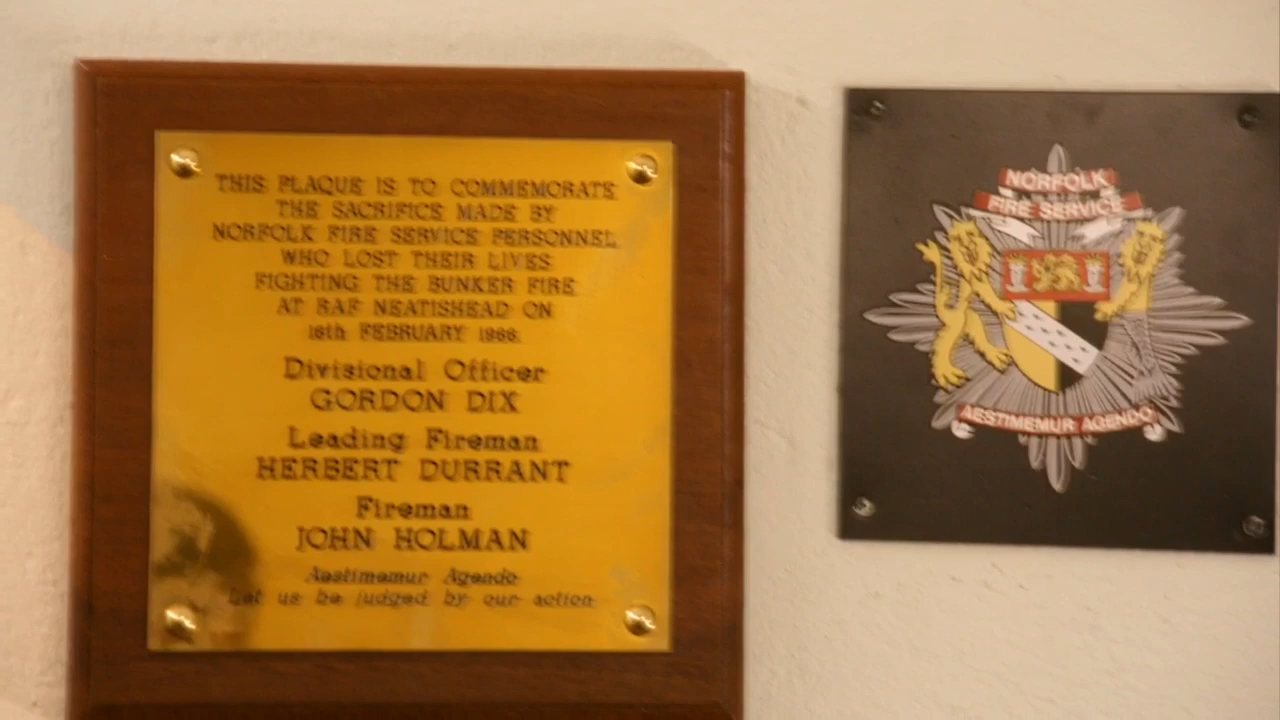 THIS PLAQUE IS TO COMMEMORATE
THE SACRIFICE MADE BY
NORFOLK FIRE SERVICE PERSONNEL
WHO LOST THEIR LIVES
FIGHTING THE BUNKER FIRE
AT RAF NEATISHEAD ON
16th FEBRUARY 1966
Divisional Officer
GORDON DIX
Leading Fireman
HERBERT DURRANT
Fireman
JOHN HOLMAN
Aestimemur Agendo
Let us be judged by our action
NORFOLK
FIRE SERVICE
AESTIMEMUR AGENDO